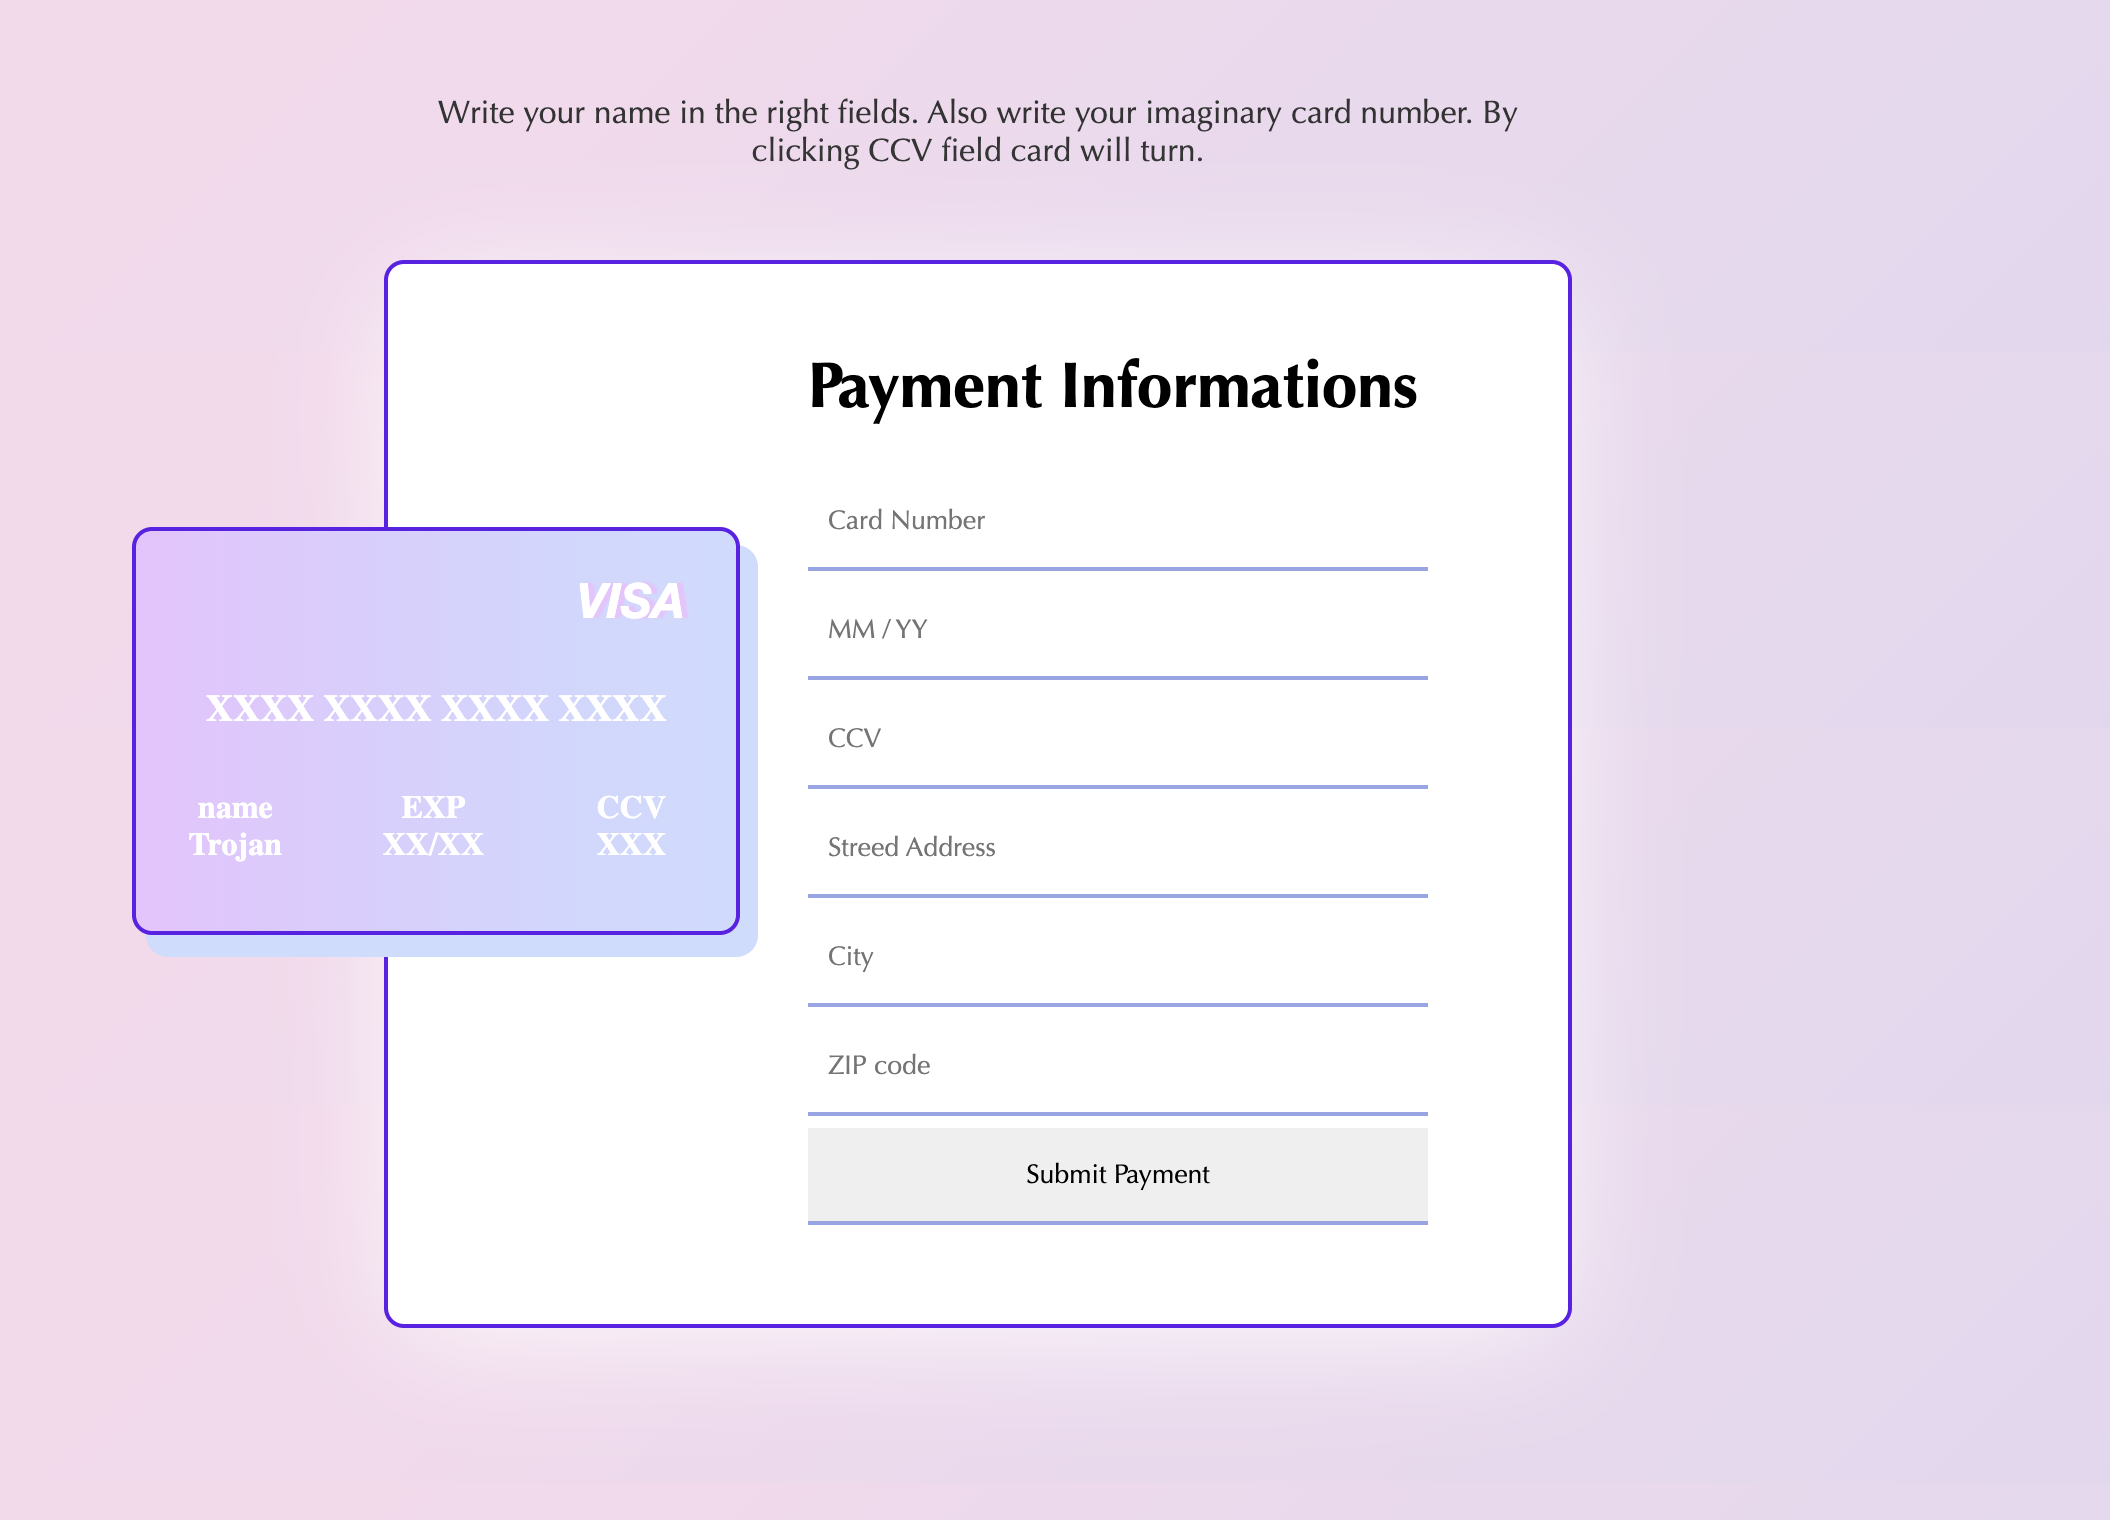 Write your name in the right fields. Also write your imaginary card number. By
clicking CCV field card will turn.
Payment Informations
VISA
XXXX XXXX XXXX XXXX
name EXP CCV
Trojan XX/XX XXX
Card Number
MM / YY
CCV
Streed Address
City
ZIP code
Submit Payment